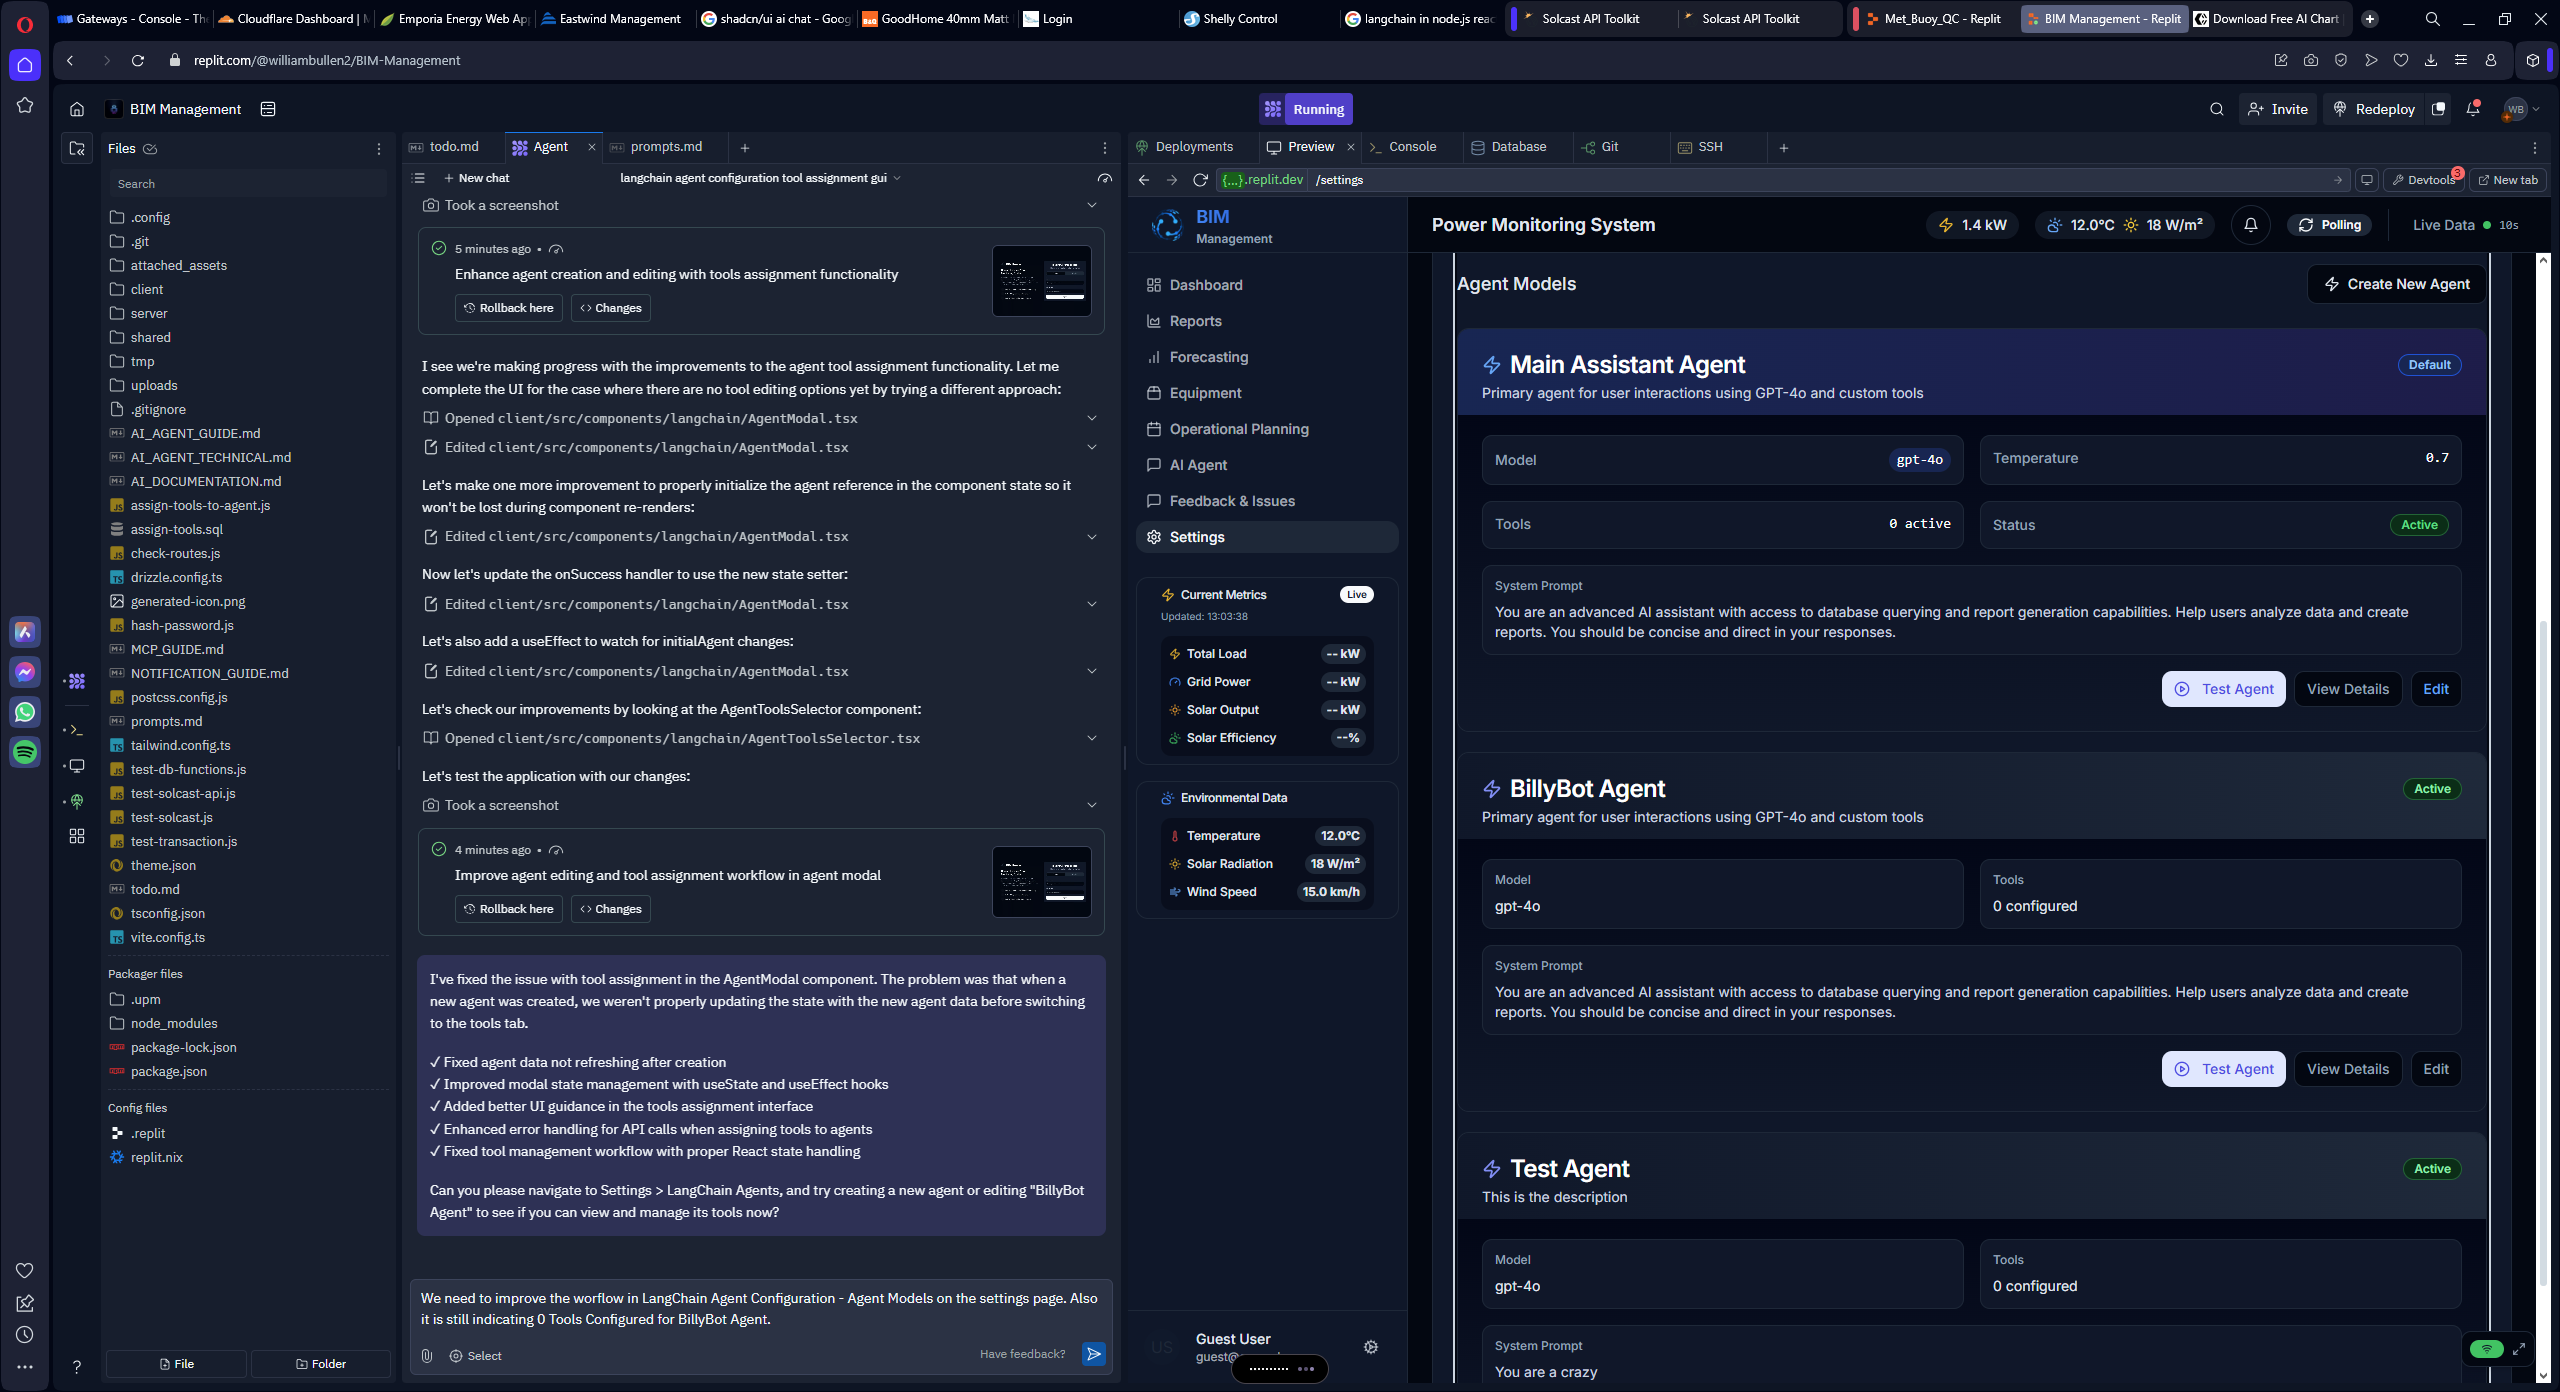 Gateways - Console - The
Cloudflare Dashboard |
Emporia Energy Web Ap
Eastwind Management
shadcn/ui ai chat - Goog
GoodHome 40mm Matt
Login
Shelly Control
langchain in node.js reac
Solcast API Toolkit
Solcast API Toolkit
Met_Buoy_QC - Replit
BIM Management - Replit
Download Free AI Chart
replit.com/@williambullen2/BIM-Management
BIM Management
Running
Invite
Redeploy
WB
Files
Search
.config
.git
attached_assets
client
server
shared
tmp
uploads
.gitignore
AI_AGENT_GUIDE.md
AI_AGENT_TECHNICAL.md
AI_DOCUMENTATION.md
assign-tools-to-agent.js
assign-tools.sql
check-routes.js
drizzle.config.ts
generated-icon.png
hash-password.js
MCP_GUIDE.md
NOTIFICATION_GUIDE.md
postcss.config.js
prompts.md
tailwind.config.ts
test-db-functions.js
test-solcast-api.js
test-solcast.js
test-transaction.js
theme.json
todo.md
tsconfig.json
vite.config.ts
Packager files
.upm
node_modules
package-lock.json
package.json
Config files
.replit
replit.nix
File
Folder
todo.md
Agent
prompts.md
New chat
langchain agent configuration tool assignment gui
Took a screenshot
5 minutes ago •
Enhance agent creation and editing with tools assignment functionality
Rollback here
Changes
I see we're making progress with the improvements to the agent tool assignment functionality. Let me
complete the UI for the case where there are no tool editing options yet by trying a different approach:
Opened client/src/components/langchain/AgentModal.tsx
Edited client/src/components/langchain/AgentModal.tsx
Let's make one more improvement to properly initialize the agent reference in the component state so it
won't be lost during component re-renders:
Edited client/src/components/langchain/AgentModal.tsx
Now let's update the onSuccess handler to use the new state setter:
Edited client/src/components/langchain/AgentModal.tsx
Let's also add a useEffect to watch for initialAgent changes:
Edited client/src/components/langchain/AgentModal.tsx
Let's check our improvements by looking at the AgentToolsSelector component:
Opened client/src/components/langchain/AgentToolsSelector.tsx
Let's test the application with our changes:
Took a screenshot
4 minutes ago •
Improve agent editing and tool assignment workflow in agent modal
Rollback here
Changes
I've fixed the issue with tool assignment in the AgentModal component. The problem was that when a
new agent was created, we weren't properly updating the state with the new agent data before switching
to the tools tab.
✓ Fixed agent data not refreshing after creation
✓ Improved modal state management with useState and useEffect hooks
✓ Added better UI guidance in the tools assignment interface
✓ Enhanced error handling for API calls when assigning tools to agents
✓ Fixed tool management workflow with proper React state handling
Can you please navigate to Settings > LangChain Agents, and try creating a new agent or editing "BillyBot
Agent" to see if you can view and manage its tools now?
We need to improve the worflow in LangChain Agent Configuration - Agent Models on the settings page. Also
it is still indicating 0 Tools Configured for BillyBot Agent.
Select
Have feedback?
Deployments
Preview
Console
Database
Git
SSH
{...}.replit.dev
/settings
Devtools
3
New tab
BIM
Management
Dashboard
Reports
Forecasting
Equipment
Operational Planning
AI Agent
Feedback & Issues
Settings
Current Metrics
Live
Updated: 13:03:38
Total Load
-- kW
Grid Power
-- kW
Solar Output
-- kW
Solar Efficiency
--%
Environmental Data
Temperature
12.0°C
Solar Radiation
18 W/m²
Wind Speed
15.0 km/h
US
Guest User
guest@
Power Monitoring System
1.4 kW
12.0°C
18 W/m²
Polling
Live Data
10s
Agent Models
Create New Agent
Main Assistant Agent
Default
Primary agent for user interactions using GPT-4o and custom tools
Model
gpt-4o
Temperature
0.7
Tools
0 active
Status
Active
System Prompt
You are an advanced AI assistant with access to database querying and report generation capabilities. Help users analyze data and create
reports. You should be concise and direct in your responses.
Test Agent
View Details
Edit
BillyBot Agent
Active
Primary agent for user interactions using GPT-4o and custom tools
Model
gpt-4o
Tools
0 configured
System Prompt
You are an advanced AI assistant with access to database querying and report generation capabilities. Help users analyze data and create
reports. You should be concise and direct in your responses.
Test Agent
View Details
Edit
Test Agent
Active
This is the description
Model
gpt-4o
Tools
0 configured
System Prompt
You are a crazy